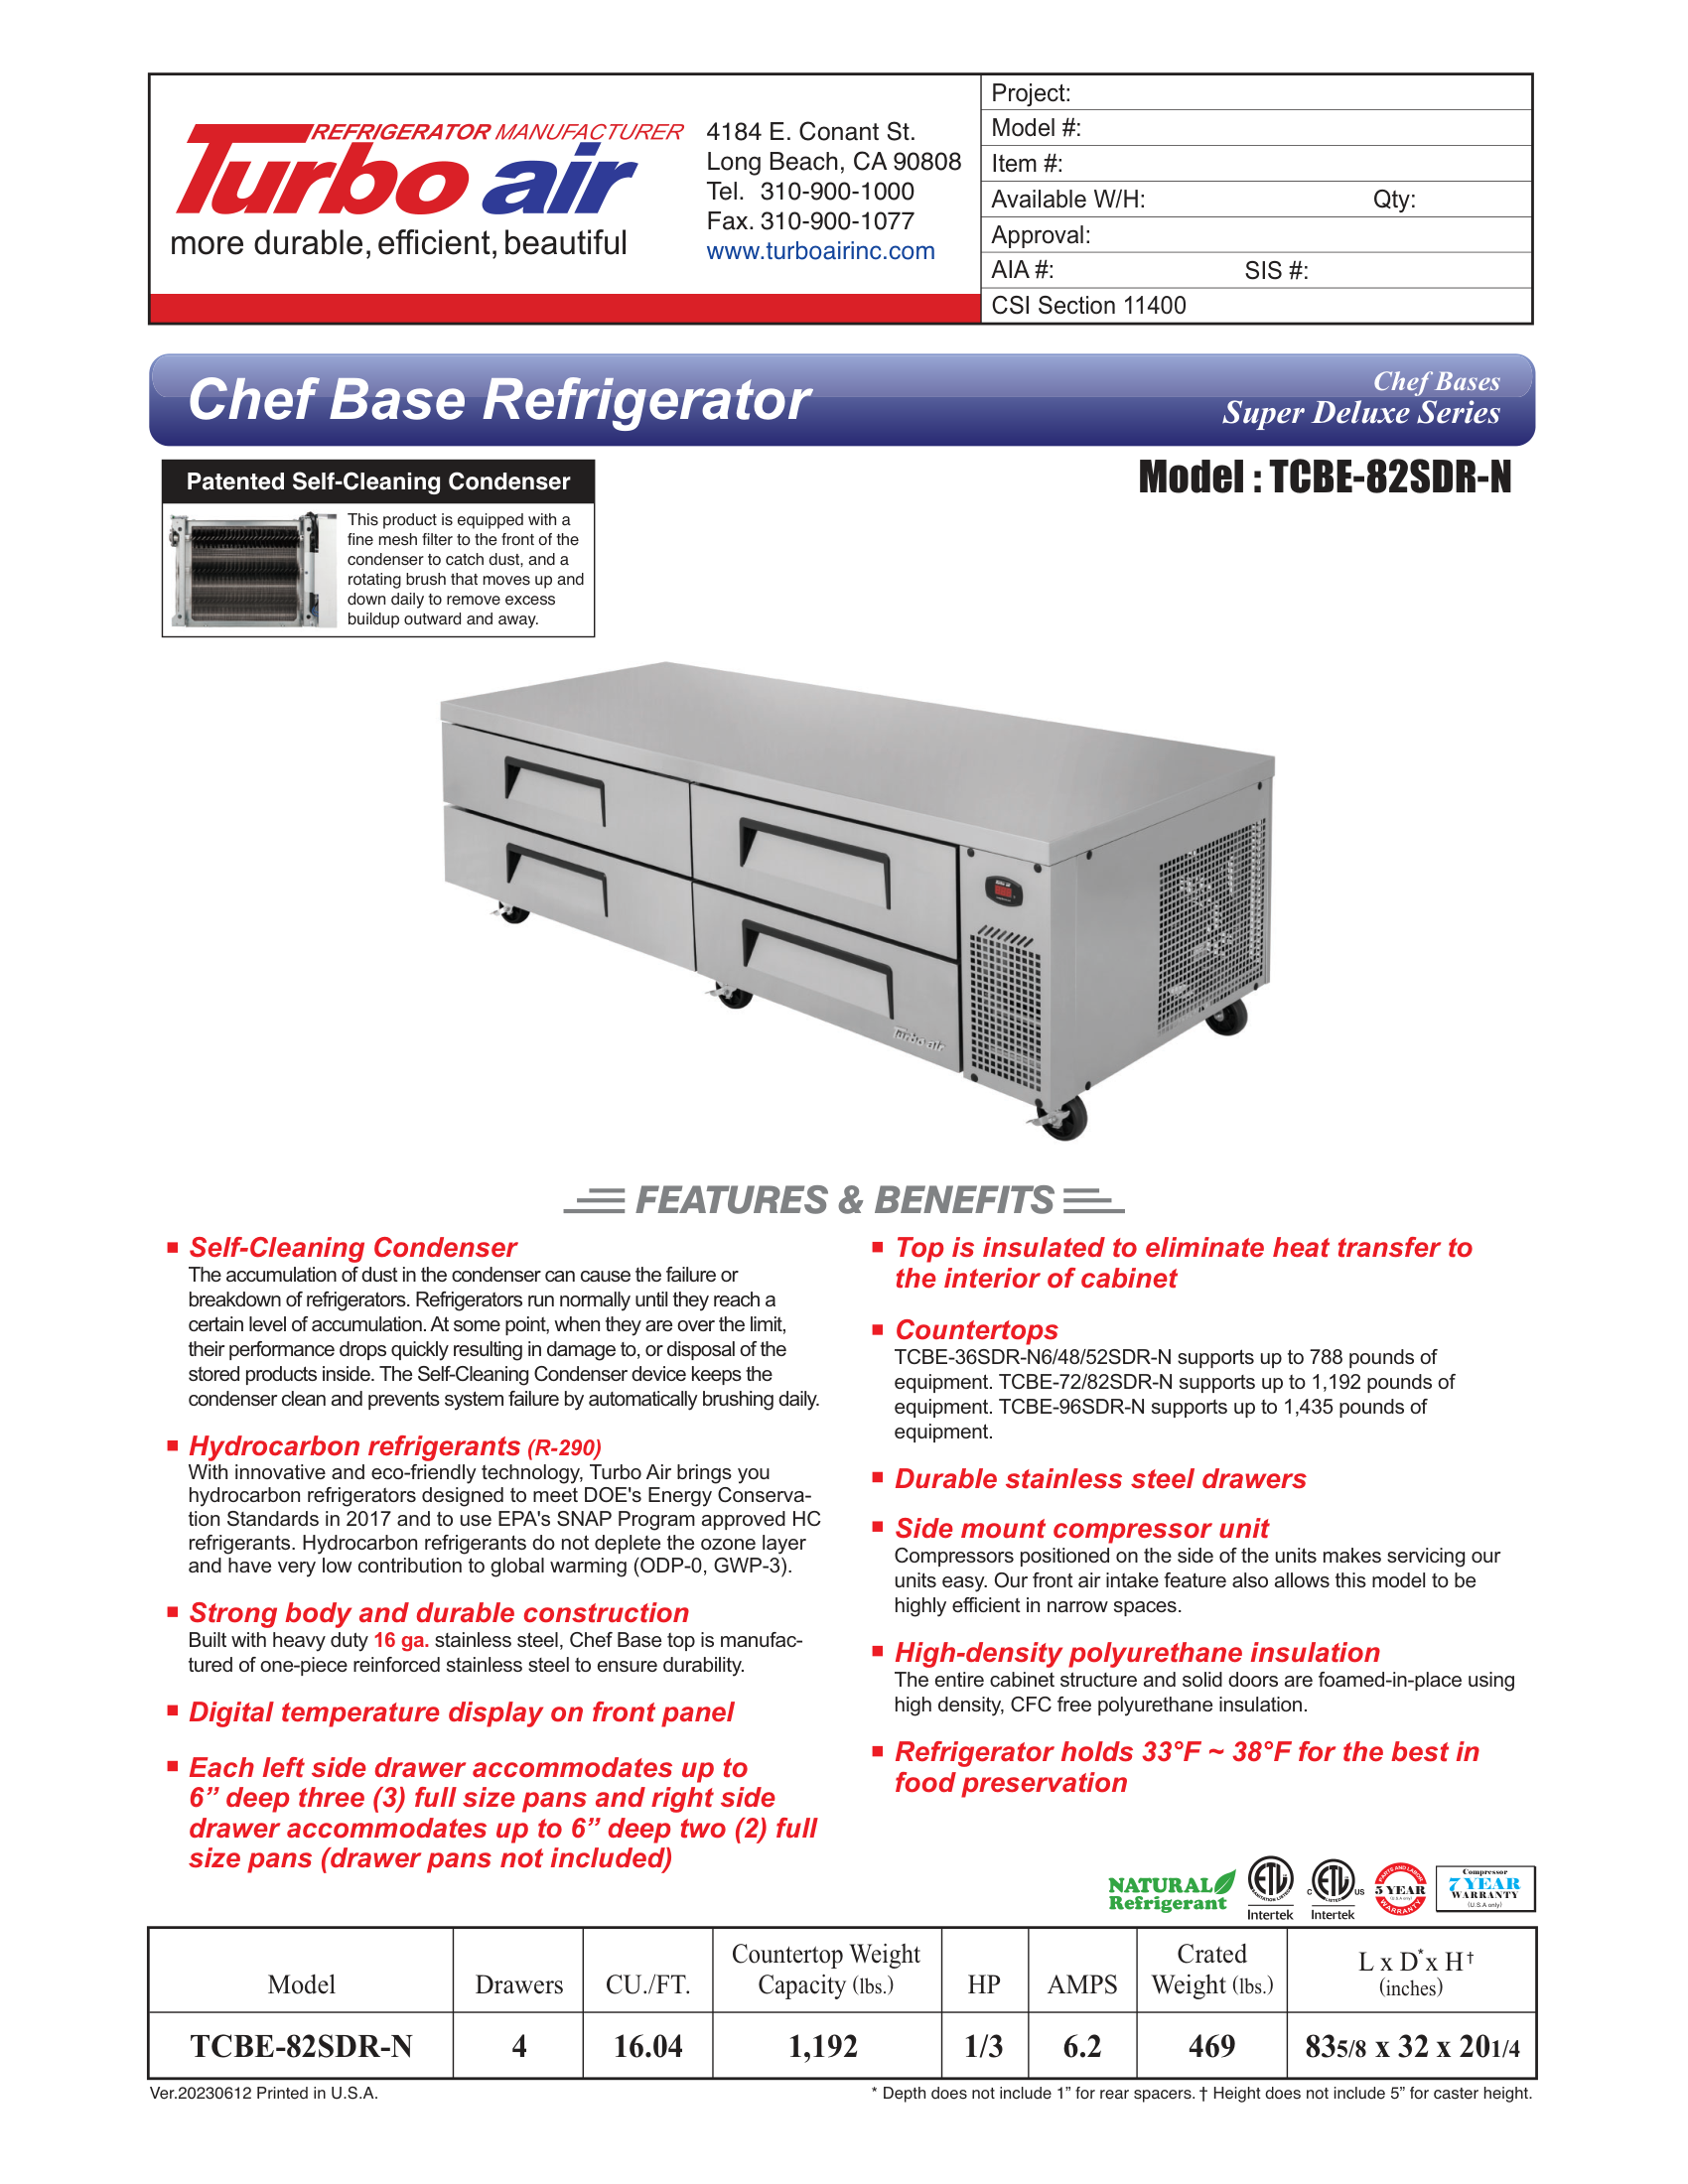 REFRIGERATOR MANUFACTURER
Turbo air
more durable, efficient, beautiful
4184 E. Conant St.
Long Beach, CA 90808
Tel. 310-900-1000
Fax. 310-900-1077
www.turboairinc.com
Project:
Model #:
Item #:
Available W/H: Qty:
Approval:
AIA #: SIS #:
CSI Section 11400
Chef Base Refrigerator
Chef Bases
Super Deluxe Series
Patented Self-Cleaning Condenser
This product is equipped with a
fine mesh filter to the front of the
condenser to catch dust, and a
rotating brush that moves up and
down daily to remove excess
buildup outward and away.
Model : TCBE-82SDR-N
Turbo air
FEATURES & BENEFITS
Self-Cleaning Condenser
The accumulation of dust in the condenser can cause the failure or
breakdown of refrigerators. Refrigerators run normally until they reach a
certain level of accumulation. At some point, when they are over the limit,
their performance drops quickly resulting in damage to, or disposal of the
stored products inside. The Self-Cleaning Condenser device keeps the
condenser clean and prevents system failure by automatically brushing daily.
Hydrocarbon refrigerants (R-290)
With innovative and eco-friendly technology, Turbo Air brings you
hydrocarbon refrigerators designed to meet DOE's Energy Conserva-
tion Standards in 2017 and to use EPA's SNAP Program approved HC
refrigerants. Hydrocarbon refrigerants do not deplete the ozone layer
and have very low contribution to global warming (ODP-0, GWP-3).
Strong body and durable construction
Built with heavy duty 16 ga. stainless steel, Chef Base top is manufac-
tured of one-piece reinforced stainless steel to ensure durability.
Digital temperature display on front panel
Each left side drawer accommodates up to
6” deep three (3) full size pans and right side
drawer accommodates up to 6” deep two (2) full
size pans (drawer pans not included)
Top is insulated to eliminate heat transfer to
the interior of cabinet
Countertops
TCBE-36SDR-N6/48/52SDR-N supports up to 788 pounds of
equipment. TCBE-72/82SDR-N supports up to 1,192 pounds of
equipment. TCBE-96SDR-N supports up to 1,435 pounds of
equipment.
Durable stainless steel drawers
Side mount compressor unit
Compressors positioned on the side of the units makes servicing our
units easy. Our front air intake feature also allows this model to be
highly efficient in narrow spaces.
High-density polyurethane insulation
The entire cabinet structure and solid doors are foamed-in-place using
high density, CFC free polyurethane insulation.
Refrigerator holds 33°F ~ 38°F for the best in
food preservation
NATURAL
Refrigerant
ETL
SANITATION LISTED
Intertek
C ETL US
LISTED
Intertek
PARTS AND LABOR
5 YEAR
(U.S.A only)
WARRANTY
Compressor
7 YEAR
WARRANTY
(U.S.A only)
Model Drawers CU./FT. Countertop Weight Capacity (lbs.) HP AMPS Crated Weight (lbs.) L x D* x H† (inches)
TCBE-82SDR-N 4 16.04 1,192 1/3 6.2 469 835/8 x 32 x 201/4
Ver.20230612 Printed in U.S.A.
* Depth does not include 1” for rear spacers. † Height does not include 5” for caster height.